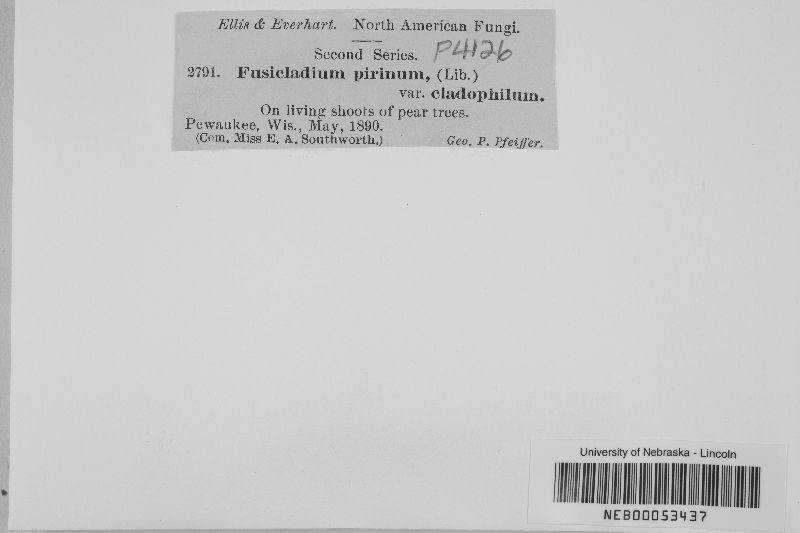 Ellis & Everhart. North American Fungi.
Second Series. P4126
2791. Fusicladium pirinum, (Lib.)
var. cladophilum.
On living shoots of pear trees.
Pewaukee, Wis., May, 1890.
(Com. Miss E. A. Southworth.) Geo. P. Pfeiffer.
University of Nebraska - Lincoln
NEB00053437